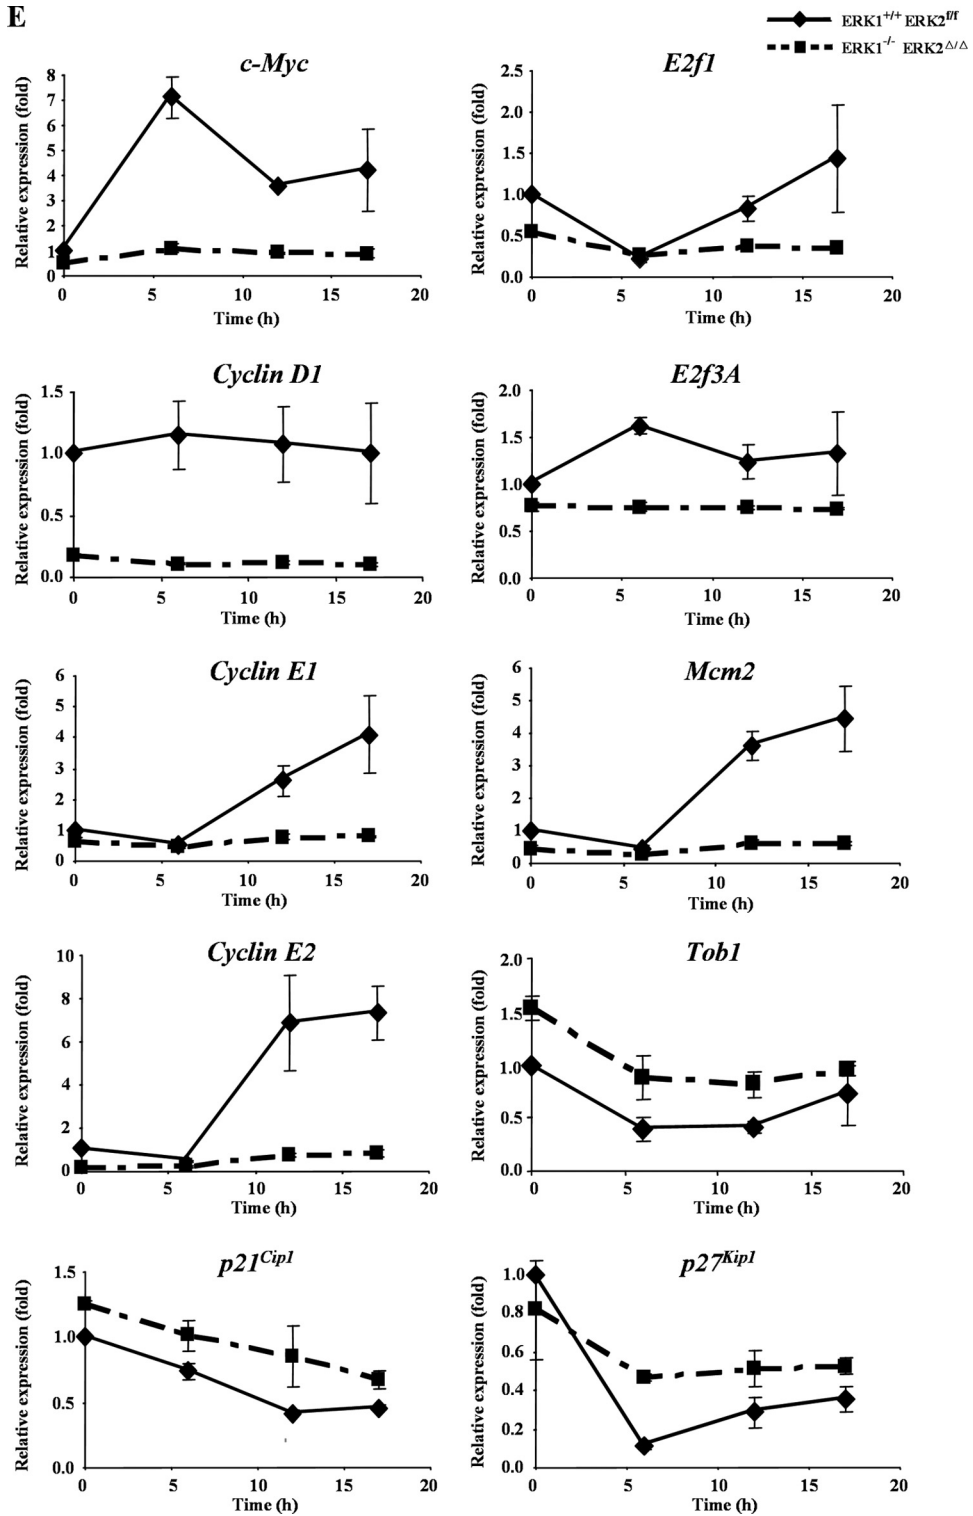 E
ERK1+/+ ERK2f/f
ERK1-/- ERK2△/△
c-Myc
Relative expression (fold)
8
7
6
5
4
3
2
1
0
0 5 10 15 20
Time (h)
E2f1
Relative expression (fold)
2.5
2.0
1.5
1.0
0.5
0.0
0 5 10 15 20
Time (h)
Cyclin D1
Relative expression (fold)
1.5
1.0
0.5
0.0
0 5 10 15 20
Time (h)
E2f3A
Relative expression (fold)
2.0
1.5
1.0
0.5
0.0
0 5 10 15 20
Time (h)
Cyclin E1
Relative expression (fold)
6
5
4
3
2
1
0
0 5 10 15 20
Time (h)
Mcm2
Relative expression (fold)
6
5
4
3
2
1
0
0 5 10 15 20
Time (h)
Cyclin E2
Relative expression (fold)
10
8
6
4
2
0
0 5 10 15 20
Time (h)
Tob1
Relative expression (fold)
2.0
1.5
1.0
0.5
0.0
0 5 10 15 20
Time (h)
p21Cip1
Relative expression (fold)
1.5
1.0
0.5
0.0
0 5 10 15 20
Time (h)
p27Kip1
Relative expression (fold)
1.0
0.8
0.6
0.4
0.2
0.0
0 5 10 15 20
Time (h)